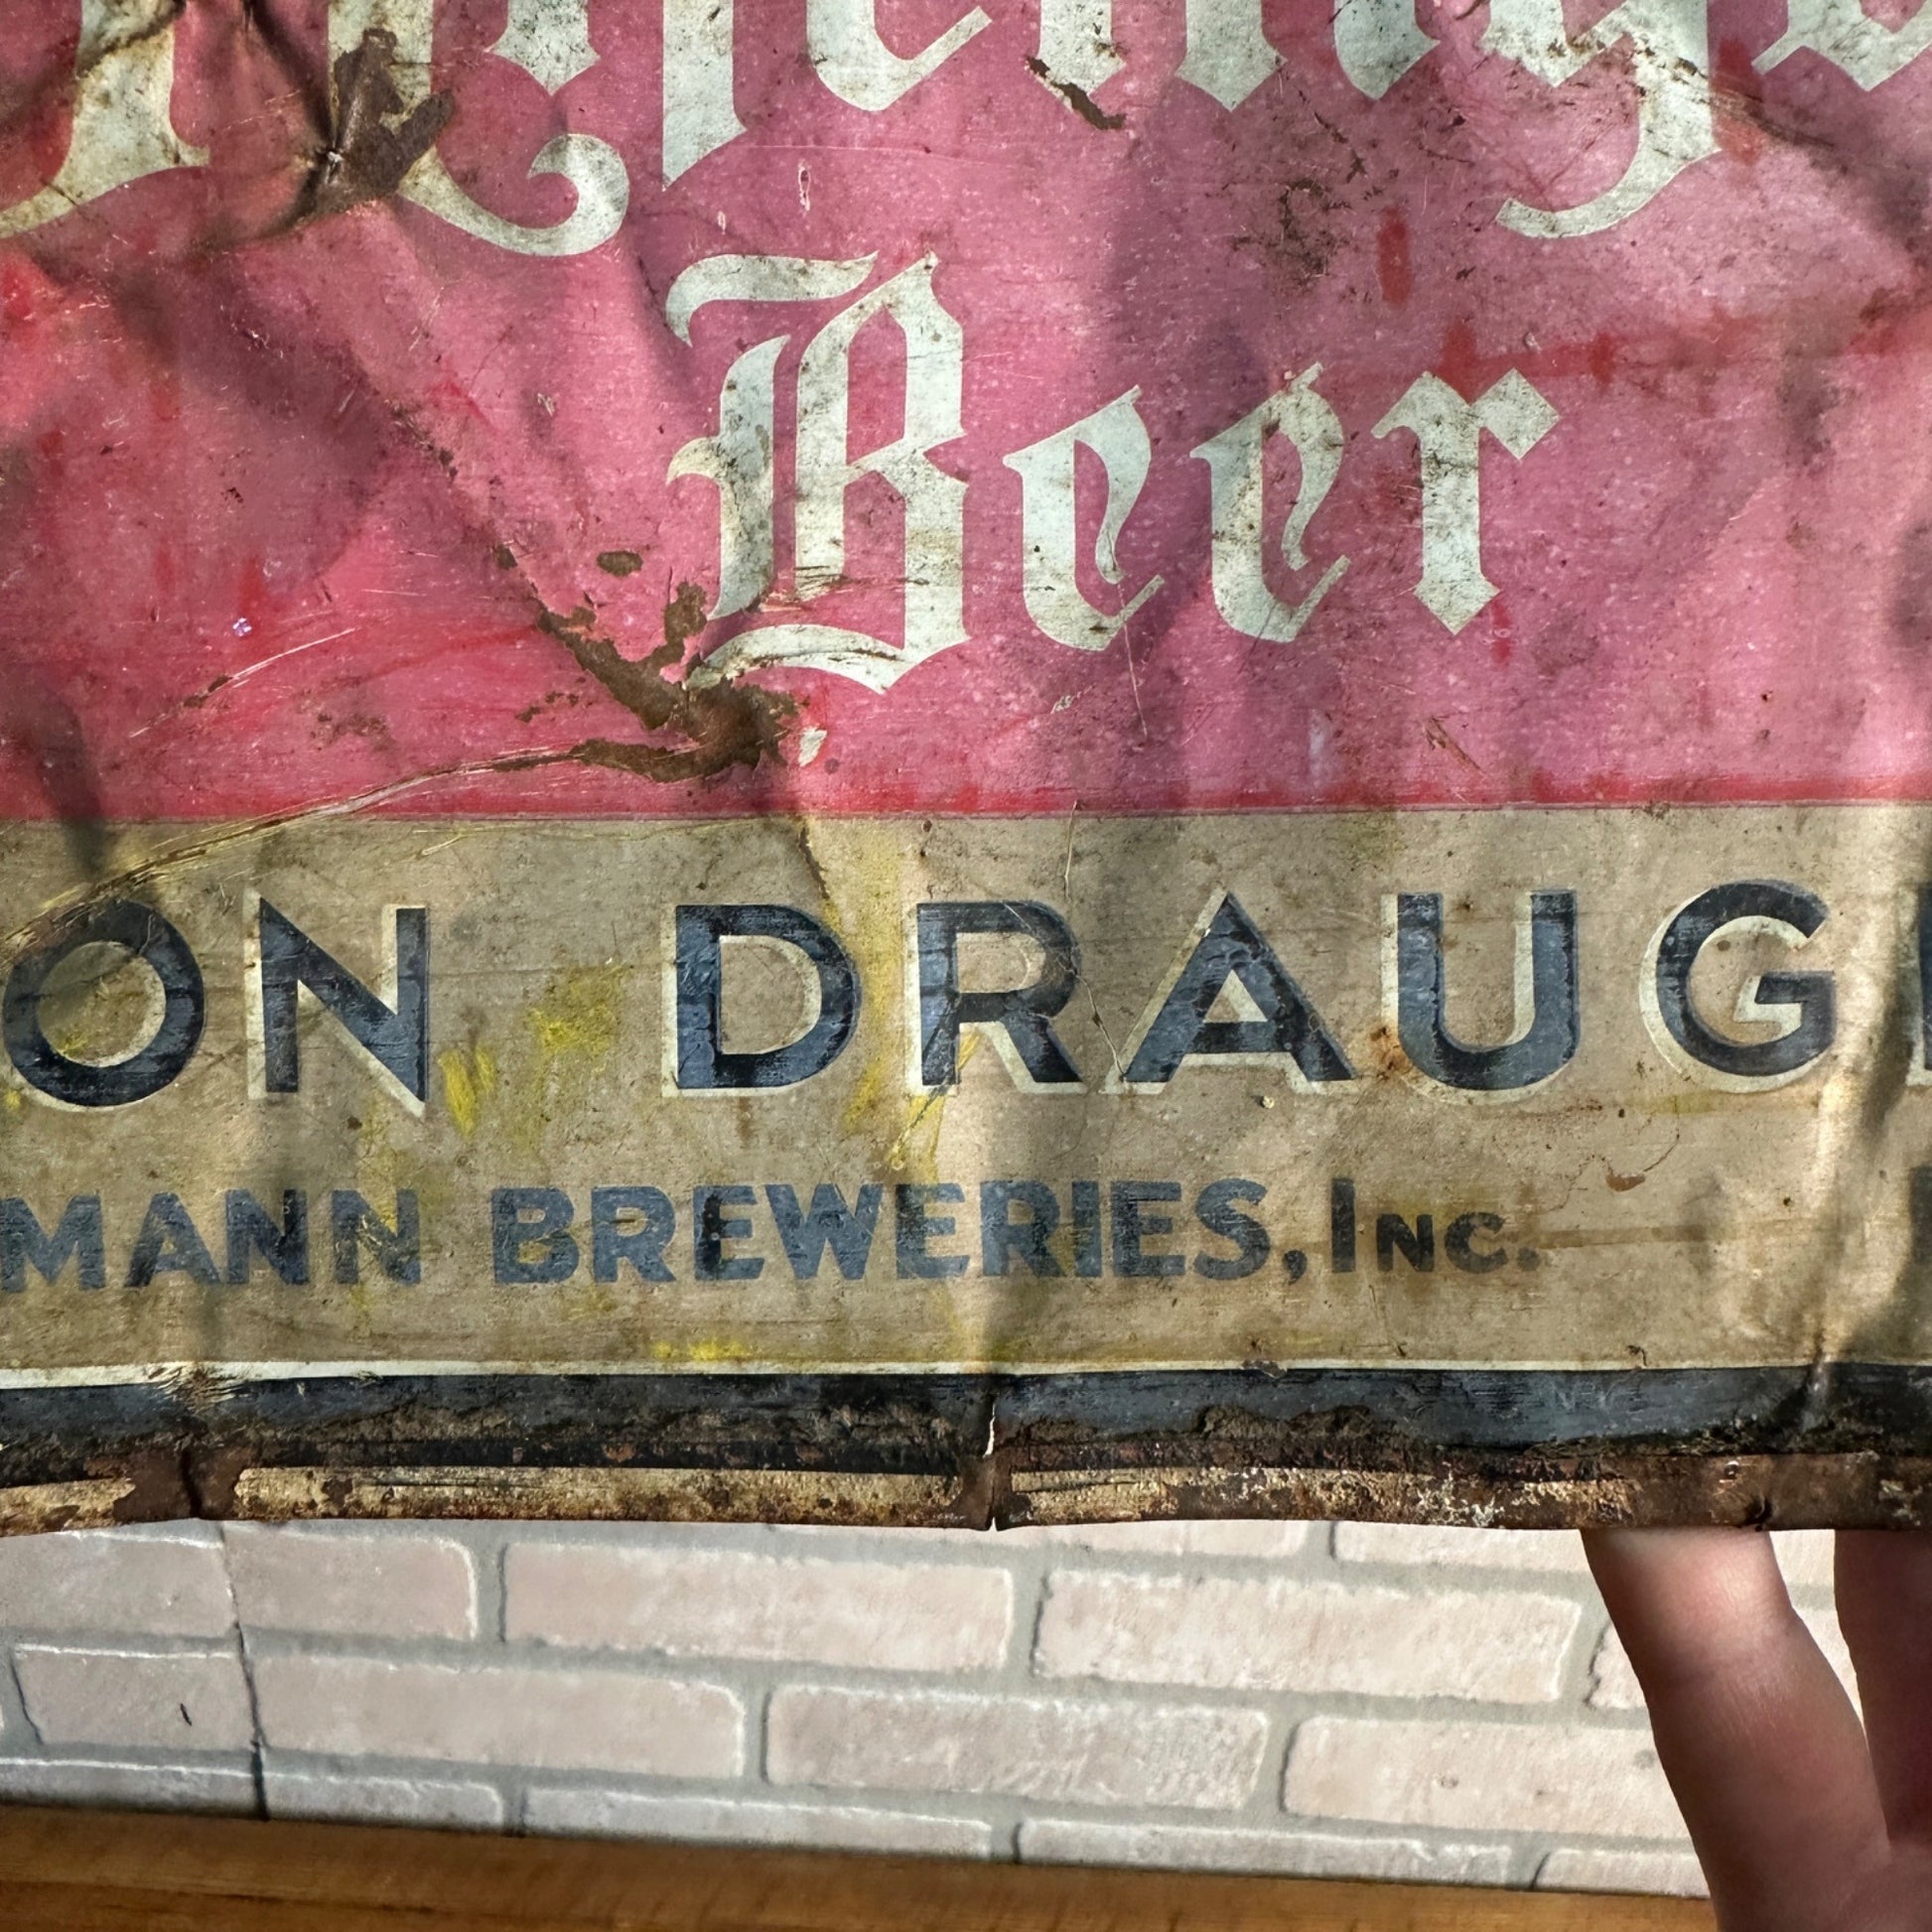 Beer
ON DRAUG
MANN BREWERIES, INC.